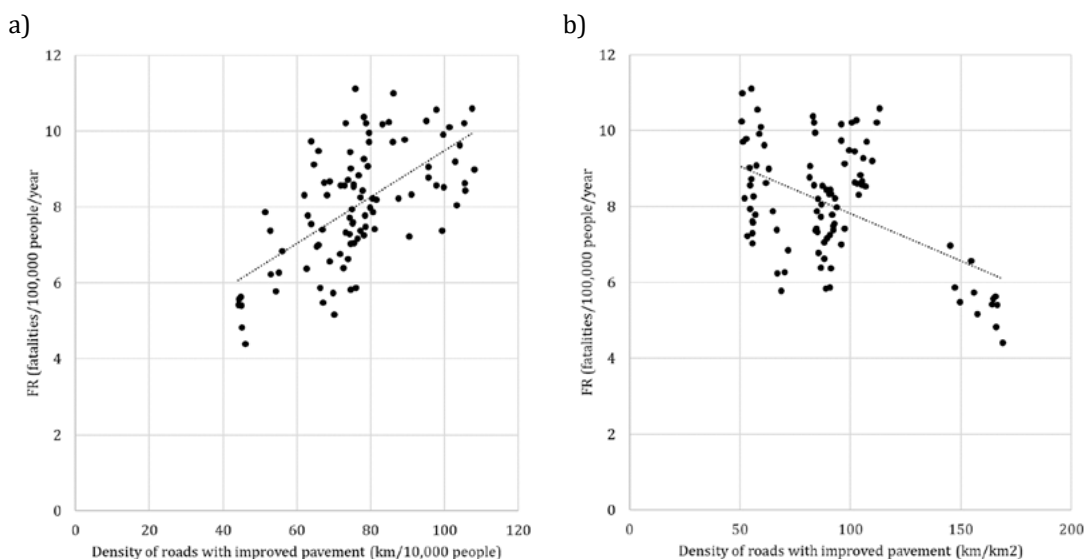 a)
b)
FR (fatalities/100,000 people/year)
12
10
8
6
4
2
0
0 20 40 60 80 100 120
Density of roads with improved pavement (km/10,000 people)
FR (fatalities/100,000 people/year)
12
10
8
6
4
2
0
0 50 100 150 200
Density of roads with improved pavement (km/km2)